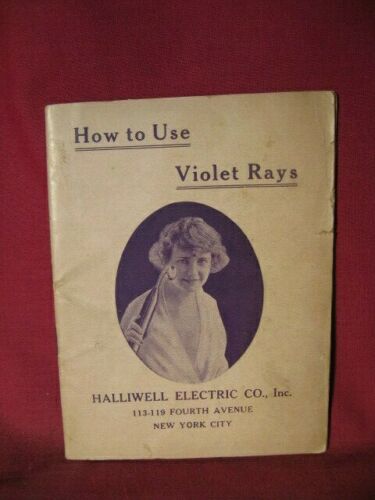 How to Use
Violet Rays
HALLIWELL ELECTRIC CO., Inc.
113-119 FOURTH AVENUE
NEW YORK CITY